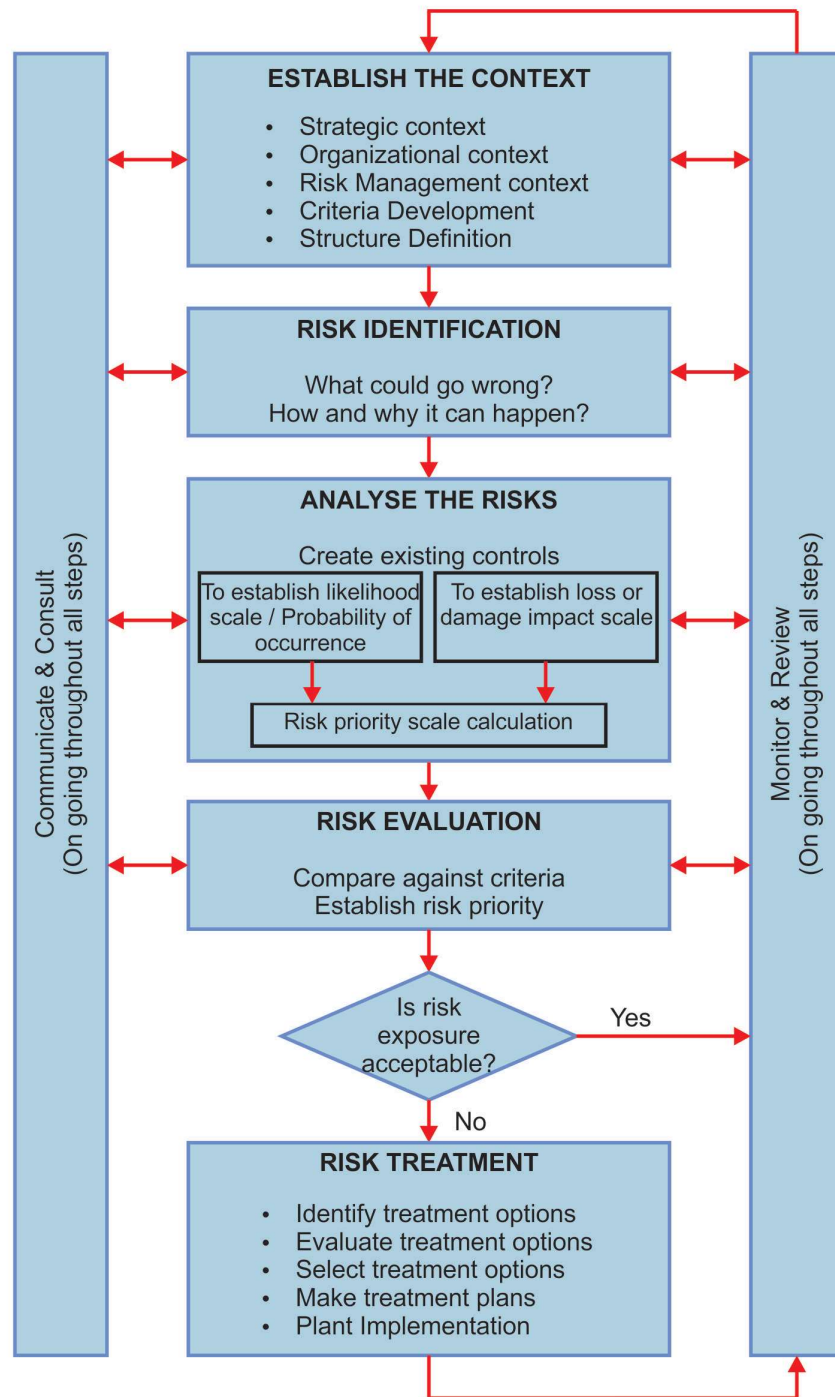 ESTABLISH THE CONTEXT
• Strategic context
• Organizational context
• Risk Management context
• Criteria Development
• Structure Definition
RISK IDENTIFICATION
What could go wrong?
How and why it can happen?
ANALYSE THE RISKS
Create existing controls
To establish likelihood
scale / Probability of
occurrence
To establish loss or
damage impact scale
Risk priority scale calculation
RISK EVALUATION
Compare against criteria
Establish risk priority
Is risk
exposure
acceptable?
Yes
No
RISK TREATMENT
• Identify treatment options
• Evaluate treatment options
• Select treatment options
• Make treatment plans
• Plant Implementation
Communicate & Consult
(On going throughout all steps)
Monitor & Review
(On going throughout all steps)